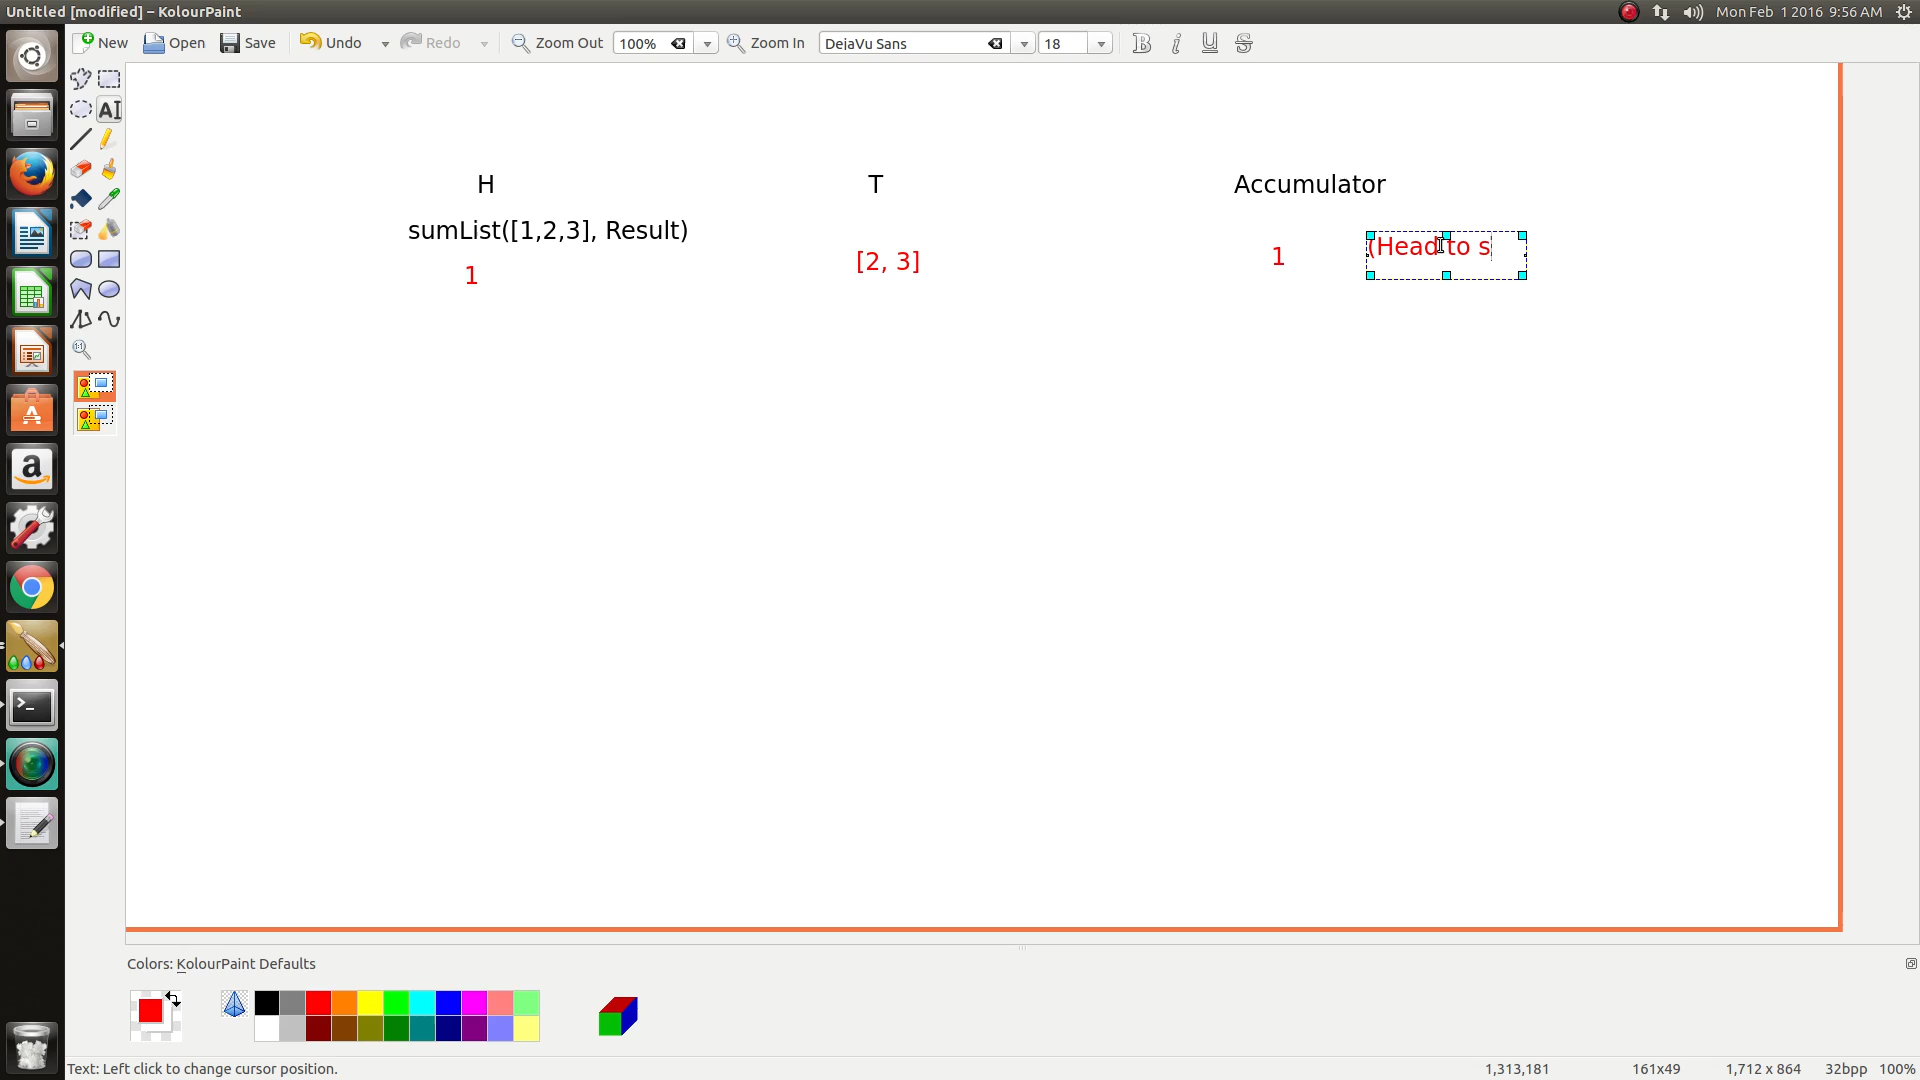 Untitled [modified] – KolourPaint
Mon Feb 1 2016 9:56 AM
New Open Save Undo Redo Zoom Out 100% Zoom In DejaVu Sans 18 B i U S
AI
H T Accumulator
sumList([1,2,3], Result)
1 [2, 3] 1 (Head to s
Colors: KolourPaint Defaults
Text: Left click to change cursor position.
1,313,181 161x49 1,712 x 864 32bpp 100%